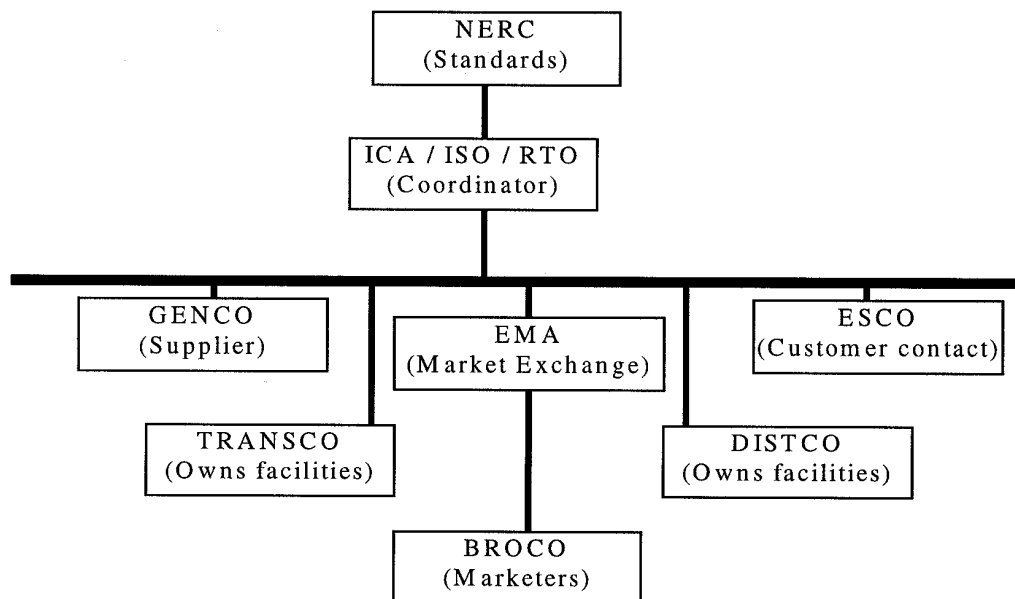 NERC
(Standards)
ICA / ISO / RTO
(Coordinator)
GENCO
(Supplier)
EMA
(Market Exchange)
ESCO
(Customer contact)
TRANSCO
(Owns facilities)
DISTCO
(Owns facilities)
BROCO
(Marketers)